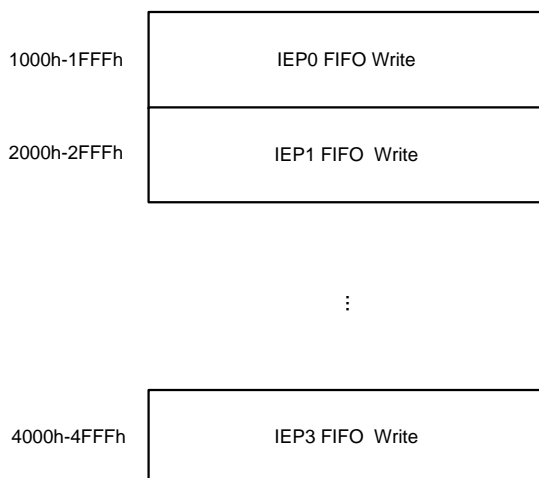 1000h-1FFFh IEP0 FIFO Write
2000h-2FFFh IEP1 FIFO Write
...
4000h-4FFFh IEP3 FIFO Write